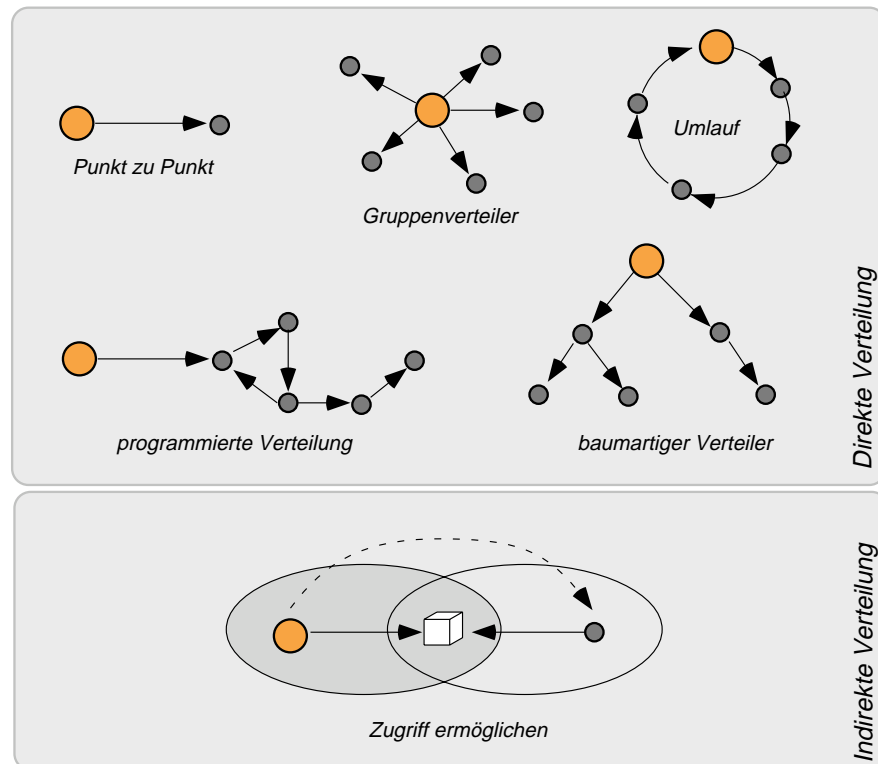 Punkt zu Punkt
Gruppenverteiler
Umlauf
programmierte Verteilung
baumartiger Verteiler
Direkte Verteilung
Zugriff ermöglichen
Indirekte Verteilung